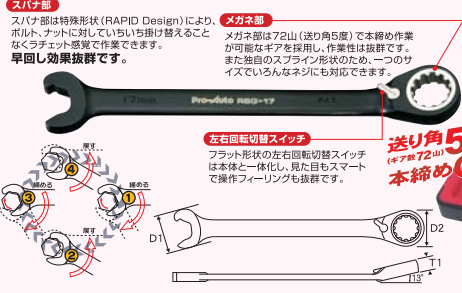 スパナ部
スパナ部は特殊形状(RAPID Design)により、
ボルト、ナットに対していちいち掛け替えること
なくラチェット感覚で作業できます。
早回し効果抜群です。
メガネ部
メガネ部は72山(送り角5度)で本締め作業
が可能なギアを採用し、作業性は抜群です。
また独自のスプライン形状のため、一つのサ
イズでいろんなネジにも対応できます。
17mm Pro-Auto RSG-17 PAT.
左右回転切替スイッチ
フラット形状の左右回転切替スイッチ
は本体と一体化し、見た目もスマート
で操作フィーリングも抜群です。
送り角5
(ギア数72山)
本締め
戻す
④
締める
③
締める
①
戻す
②
D1
D2
T1
13°